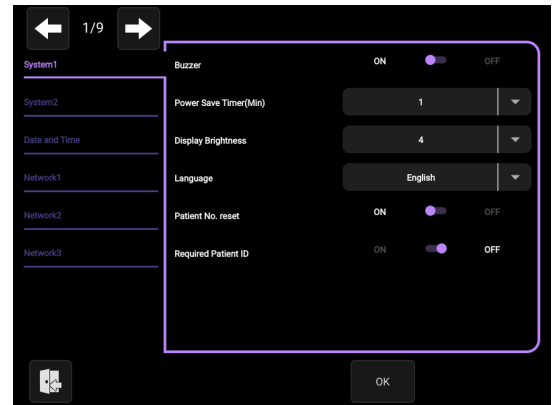 1/9
System1
System2
Date and Time
Network1
Network2
Network3
Buzzer ON OFF
Power Save Timer(Min) 1
Display Brightness 4
Language English
Patient No. reset ON OFF
Required Patient ID ON OFF
OK